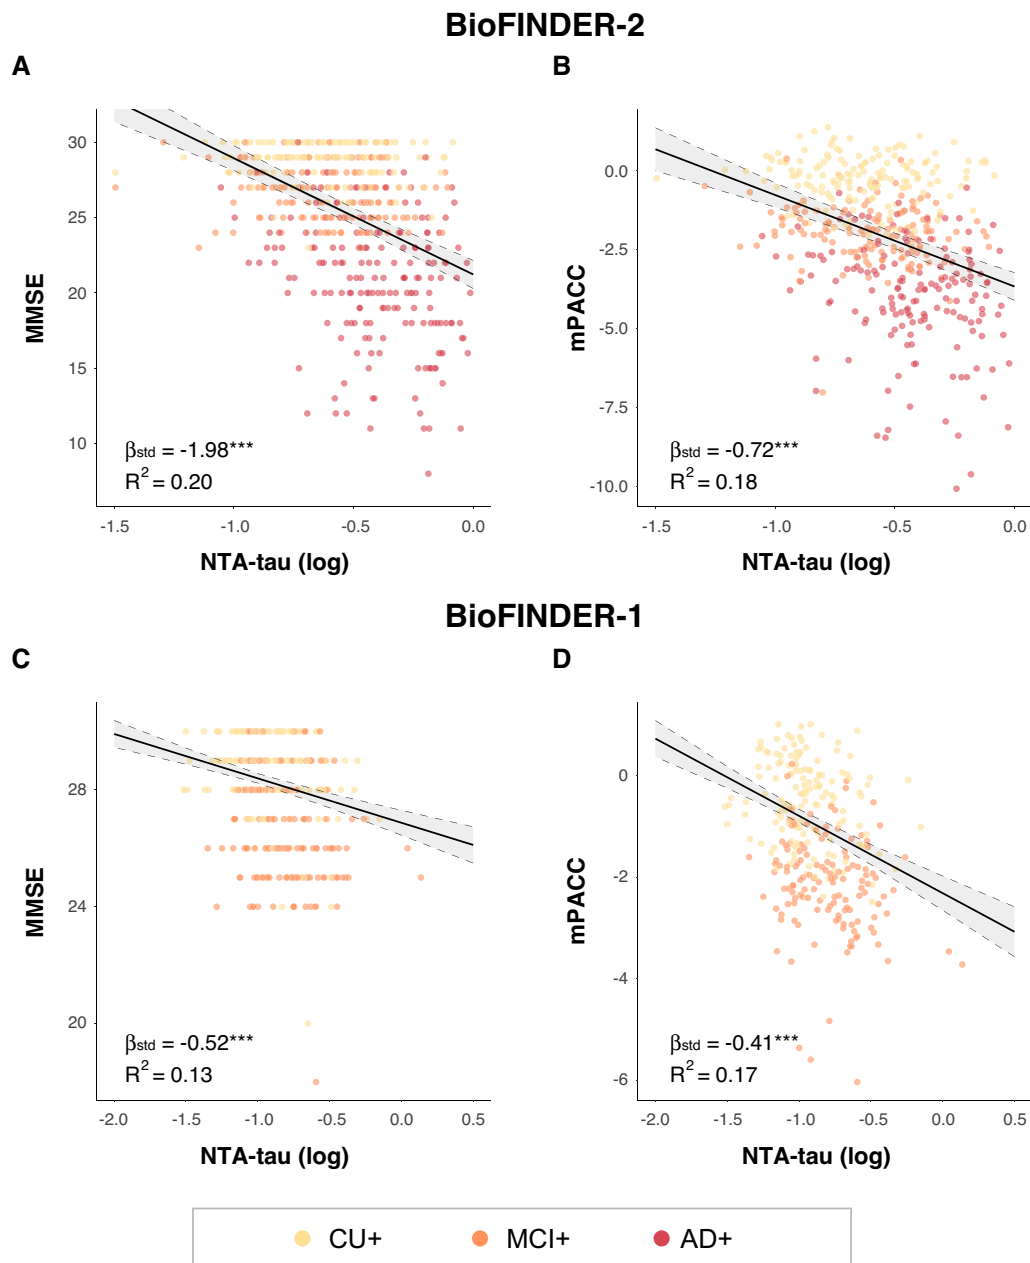 BioFINDER-2
A
B
30
25
20
15
10
MMSE
βstd = -1.98***
R2 = 0.20
-1.5 -1.0 -0.5 0.0
NTA-tau (log)
0.0
-2.5
-5.0
-7.5
-10.0
mPACC
βstd = -0.72***
R2 = 0.18
-1.5 -1.0 -0.5 0.0
NTA-tau (log)
BioFINDER-1
C
D
28
24
20
MMSE
βstd = -0.52***
R2 = 0.13
-2.0 -1.5 -1.0 -0.5 0.0 0.5
NTA-tau (log)
0
-2
-4
-6
mPACC
βstd = -0.41***
R2 = 0.17
-2.0 -1.5 -1.0 -0.5 0.0 0.5
NTA-tau (log)
CU+ MCI+ AD+